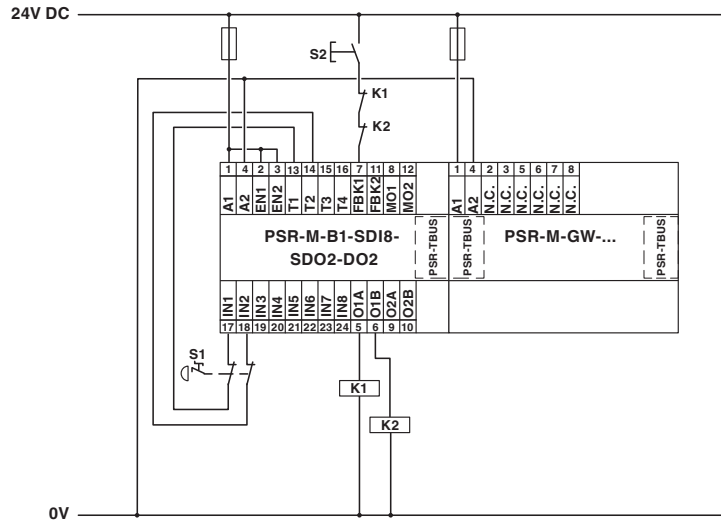 24V DC
S2
K1
K2
1 4 2 3 13 14 15 16 7 11 8 12
A1 A2 EN1 EN2 T1 T2 T3 T4 FBK1 FBK2 MO1 MO2
1 4 2 3 5 6 7 8
A1 A2 N.C. N.C. N.C. N.C. N.C. N.C.
PSR-M-B1-SDI8-
SDO2-DO2
PSR-TBUS
PSR-TBUS
PSR-M-GW-...
PSR-TBUS
IN1 IN2 IN3 IN4 IN5 IN6 IN7 IN8 O1A O1B O2A O2B
17 18 19 20 21 22 23 24 5 6 9 10
S1
K1
K2
0V